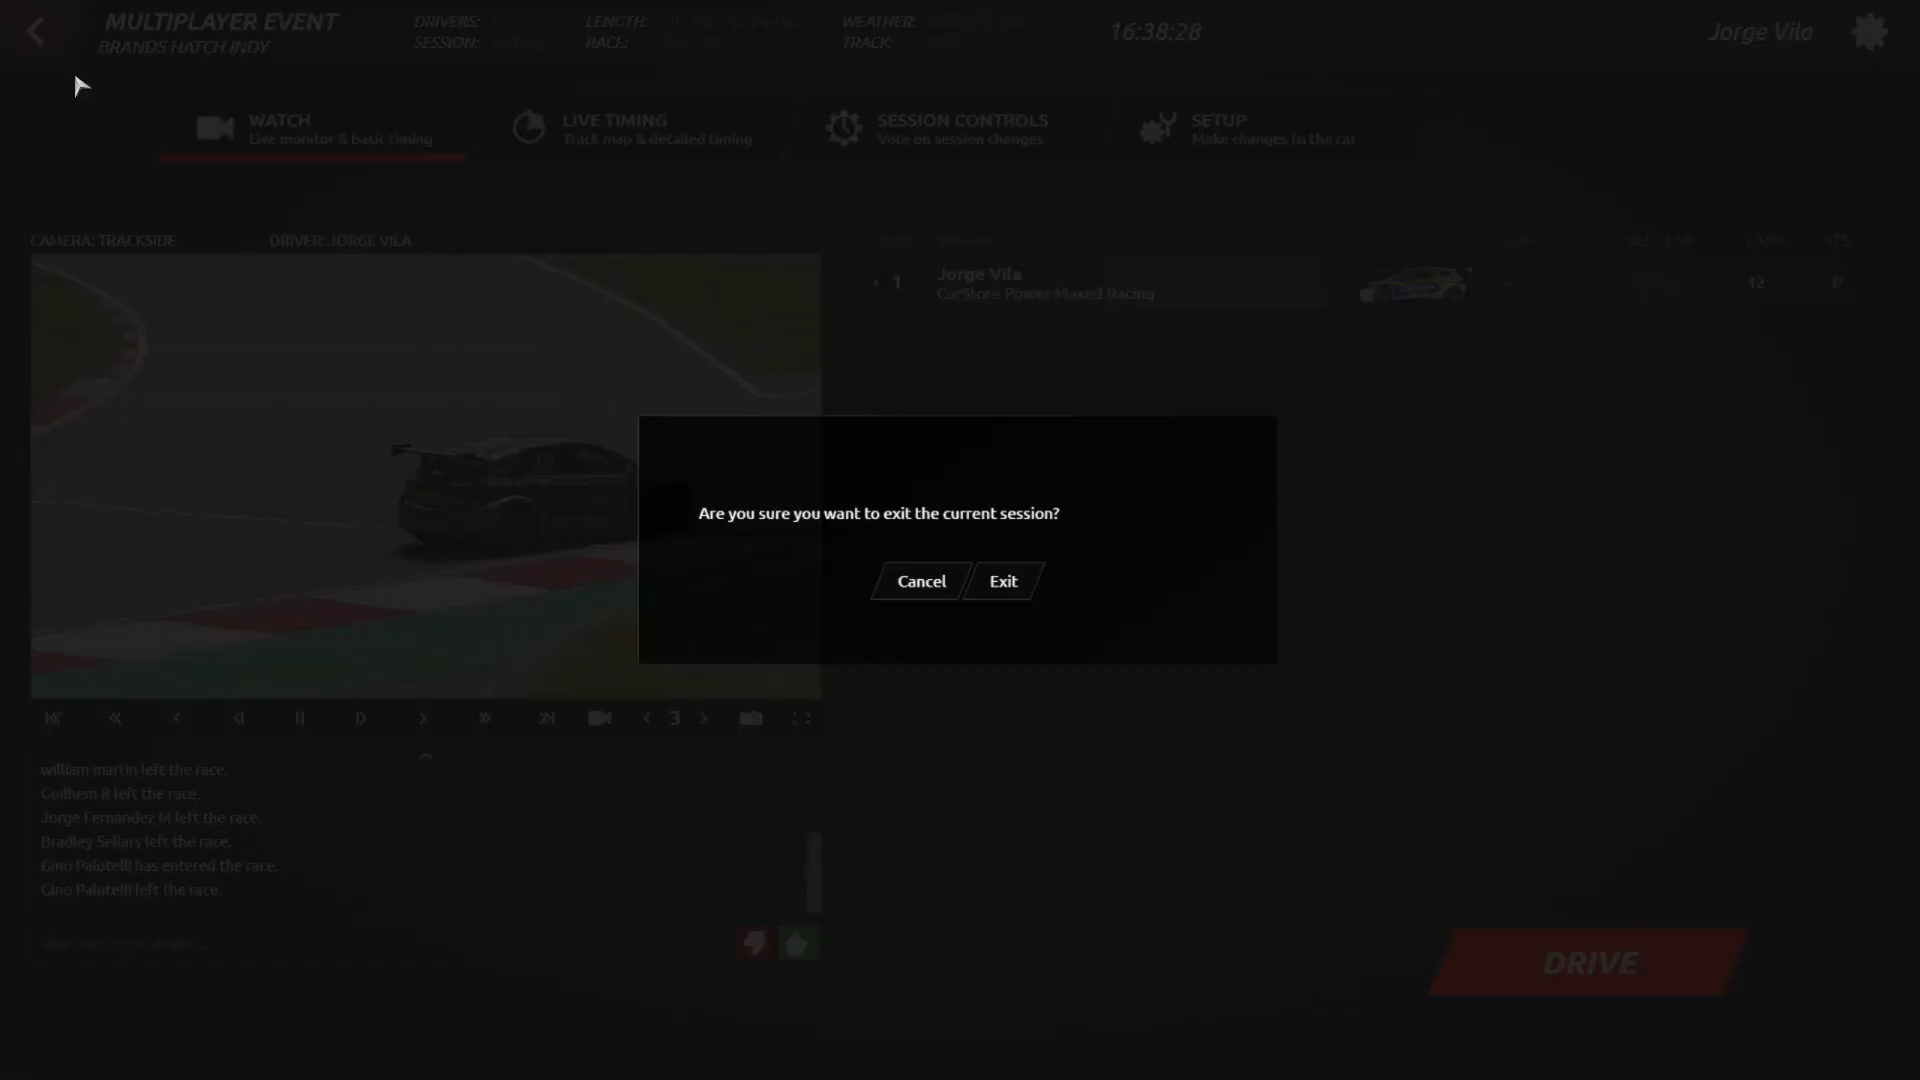 MULTIPLAYER EVENT
BRANDS HATCH INDY
DRIVERS:
SESSION:
LENGTH:
RACE:
WEATHER:
TRACK:
16:38:28
Jorge Vila
WATCH
Live monitor & basic timing
LIVE TIMING
Track map & detailed timing
SESSION CONTROLS
Vote on session changes
SETUP
Make changes to the car
CAMERA: TRACKSIDE
DRIVER: JORGE VILA
1
Jorge Vila
CarStore Power Maxed Racing
12
P
Are you sure you want to exit the current session?
Cancel
Exit
3
william martin left the race.
Guilhem R left the race.
Jorge Fernandez M left the race.
Bradley Sellars left the race.
Gino Palotelli has entered the race.
Gino Palotelli left the race.
DRIVE